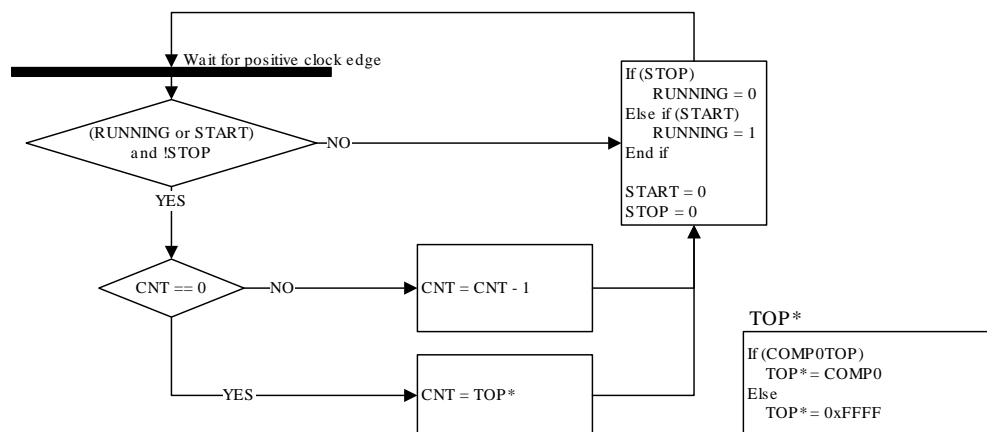 Wait for positive clock edge
(RUNNING or START)
and !STOP
NO
YES
If (STOP)
RUNNING = 0
Else if (START)
RUNNING = 1
End if
START = 0
STOP = 0
CNT == 0
NO
CNT = CNT - 1
YES
CNT = TOP*
TOP*
If (COMP0TOP)
TOP* = COMP0
Else
TOP* = 0xFFFF